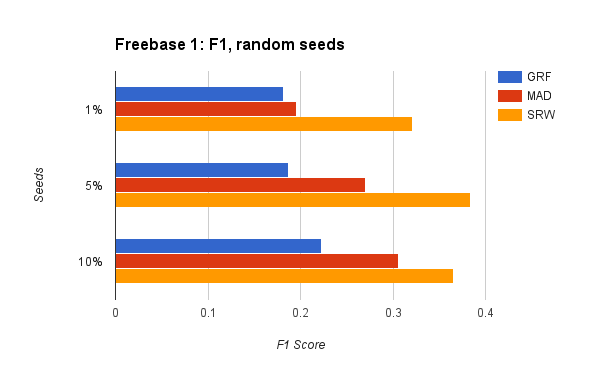 Freebase 1: F1, random seeds
GRF
MAD
SRW
Seeds
1%
5%
10%
0 0.1 0.2 0.3 0.4
F1 Score